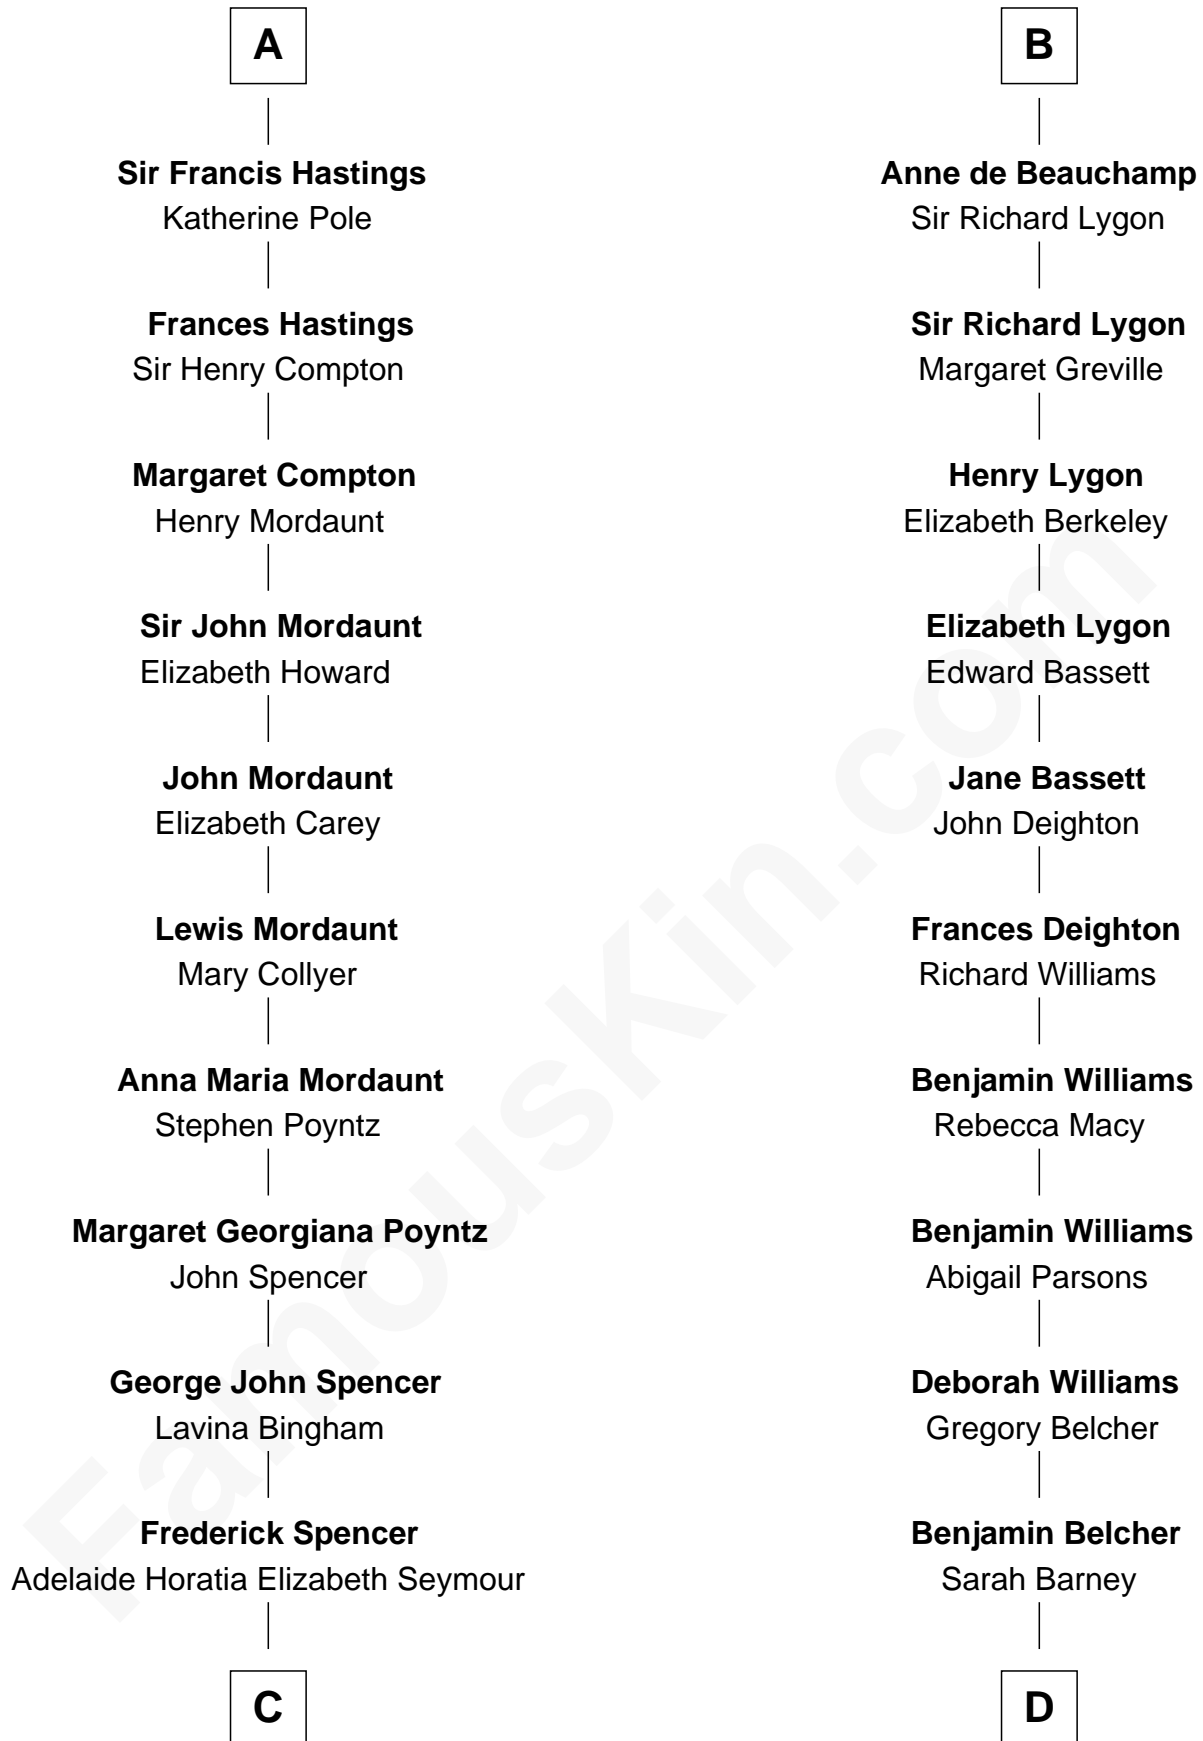 A
Sir Francis Hastings
Katherine Pole
Frances Hastings
Sir Henry Compton
Margaret Compton
Henry Mordaunt
Sir John Mordaunt
Elizabeth Howard
John Mordaunt
Elizabeth Carey
Lewis Mordaunt
Mary Collyer
Anna Maria Mordaunt
Stephen Poyntz
Margaret Georgiana Poyntz
John Spencer
George John Spencer
Lavina Bingham
Frederick Spencer
Adelaide Horatia Elizabeth Seymour
C
B
Anne de Beauchamp
Sir Richard Lygon
Sir Richard Lygon
Margaret Greville
Henry Lygon
Elizabeth Berkeley
Elizabeth Lygon
Edward Bassett
Jane Bassett
John Deighton
Frances Deighton
Richard Williams
Benjamin Williams
Rebecca Macy
Benjamin Williams
Abigail Parsons
Deborah Williams
Gregory Belcher
Benjamin Belcher
Sarah Barney
D
FamousKin.com